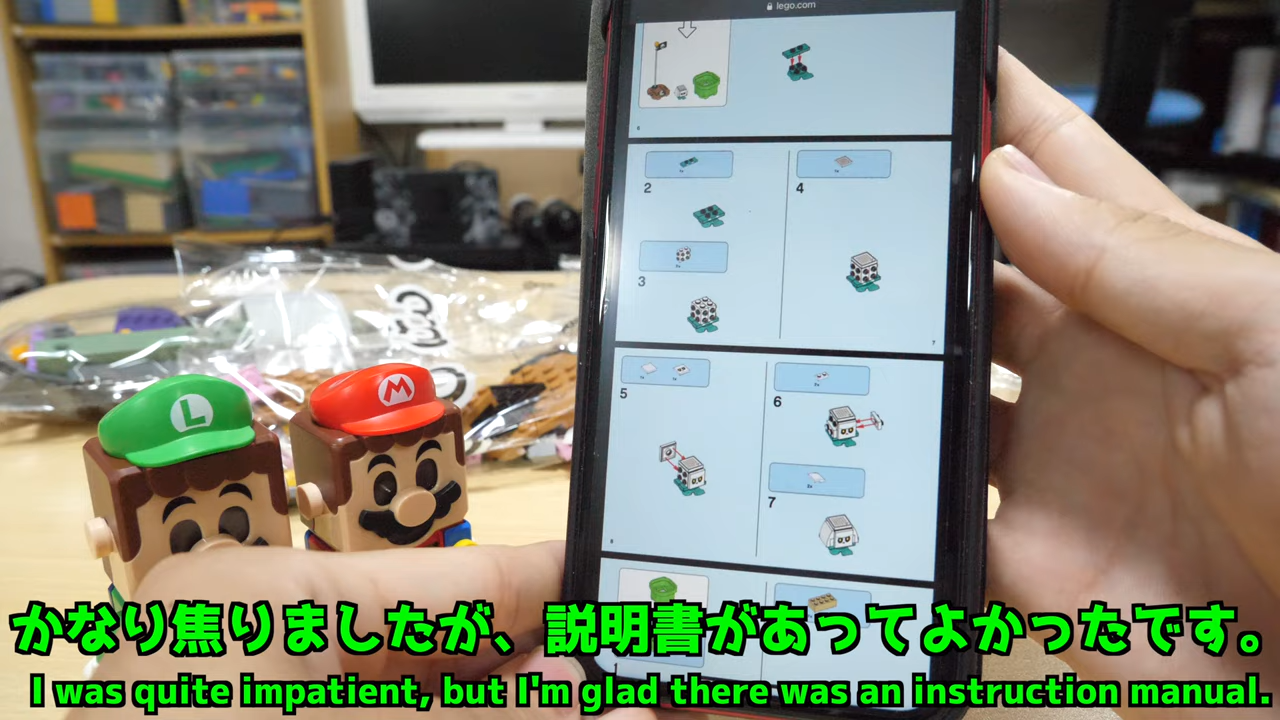 lego.com
2
4
3
5
6
7
L
M
かなり焦りましたが、説明書があってよかったです。
I was quite impatient, but I'm glad there was an instruction manual.